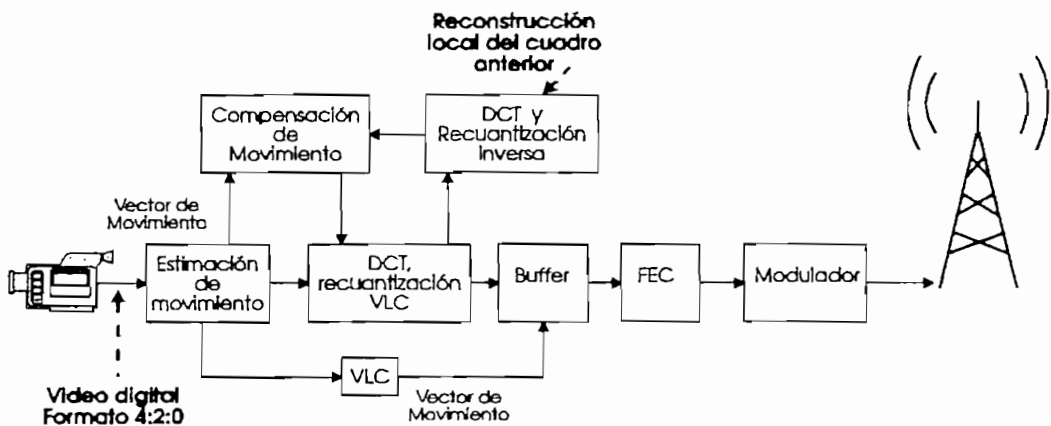 Reconstrucción
local del cuadro
anterior
Compensación
de
Movimiento
DCT y
Recuantización
Inversa
Vector de
Movimiento
Estimación
de
movimiento
DCT,
recuantización
VLC
Buffer
FEC
Modulador
VLC
Vector de
Movimiento
Video digital
Formato 4:2:0